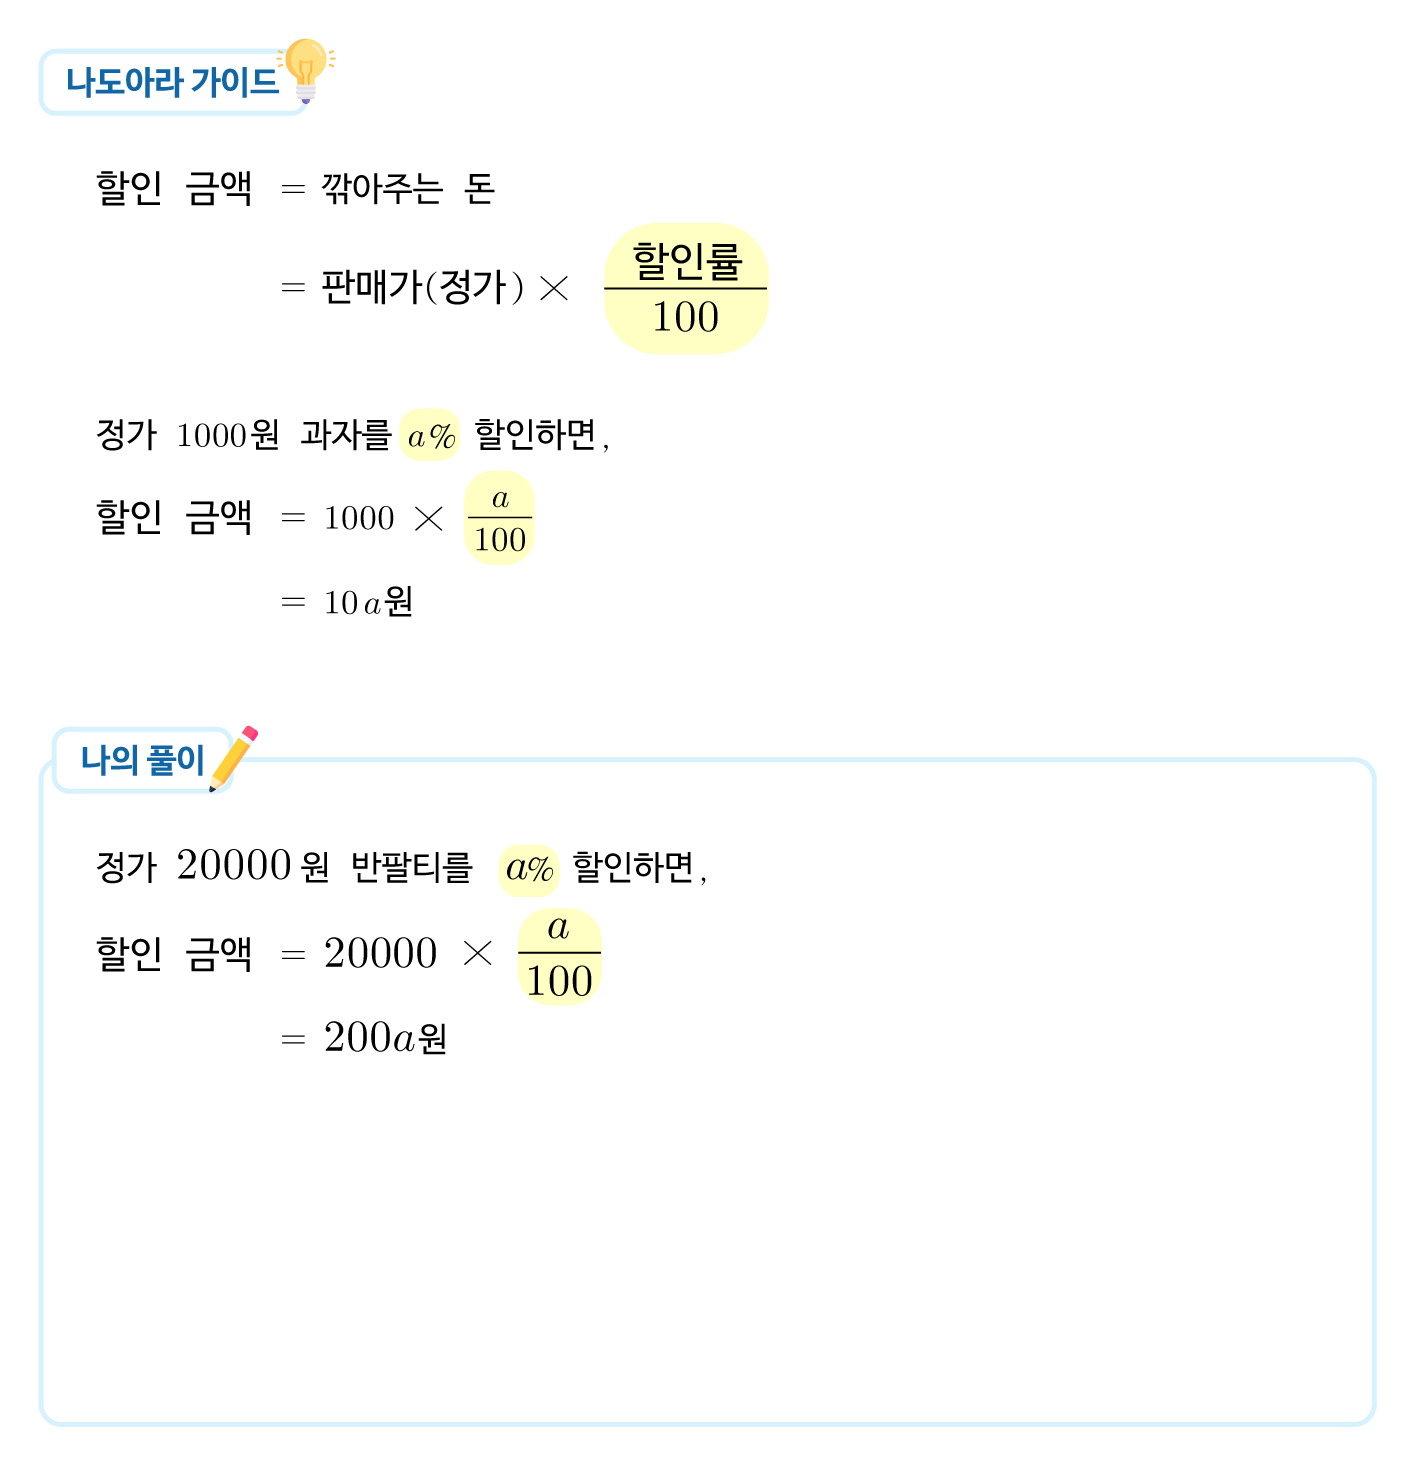 나도아라 가이드
할인 금액 = 깎아주는 돈
= 판매가(정가) × 할인률/100
정가 1000원 과자를 a% 할인하면,
할인 금액 = 1000 × a/100
= 10a원
나의 풀이
정가 20000원 반팔티를 a% 할인하면,
할인 금액 = 20000 × a/100
= 200a원